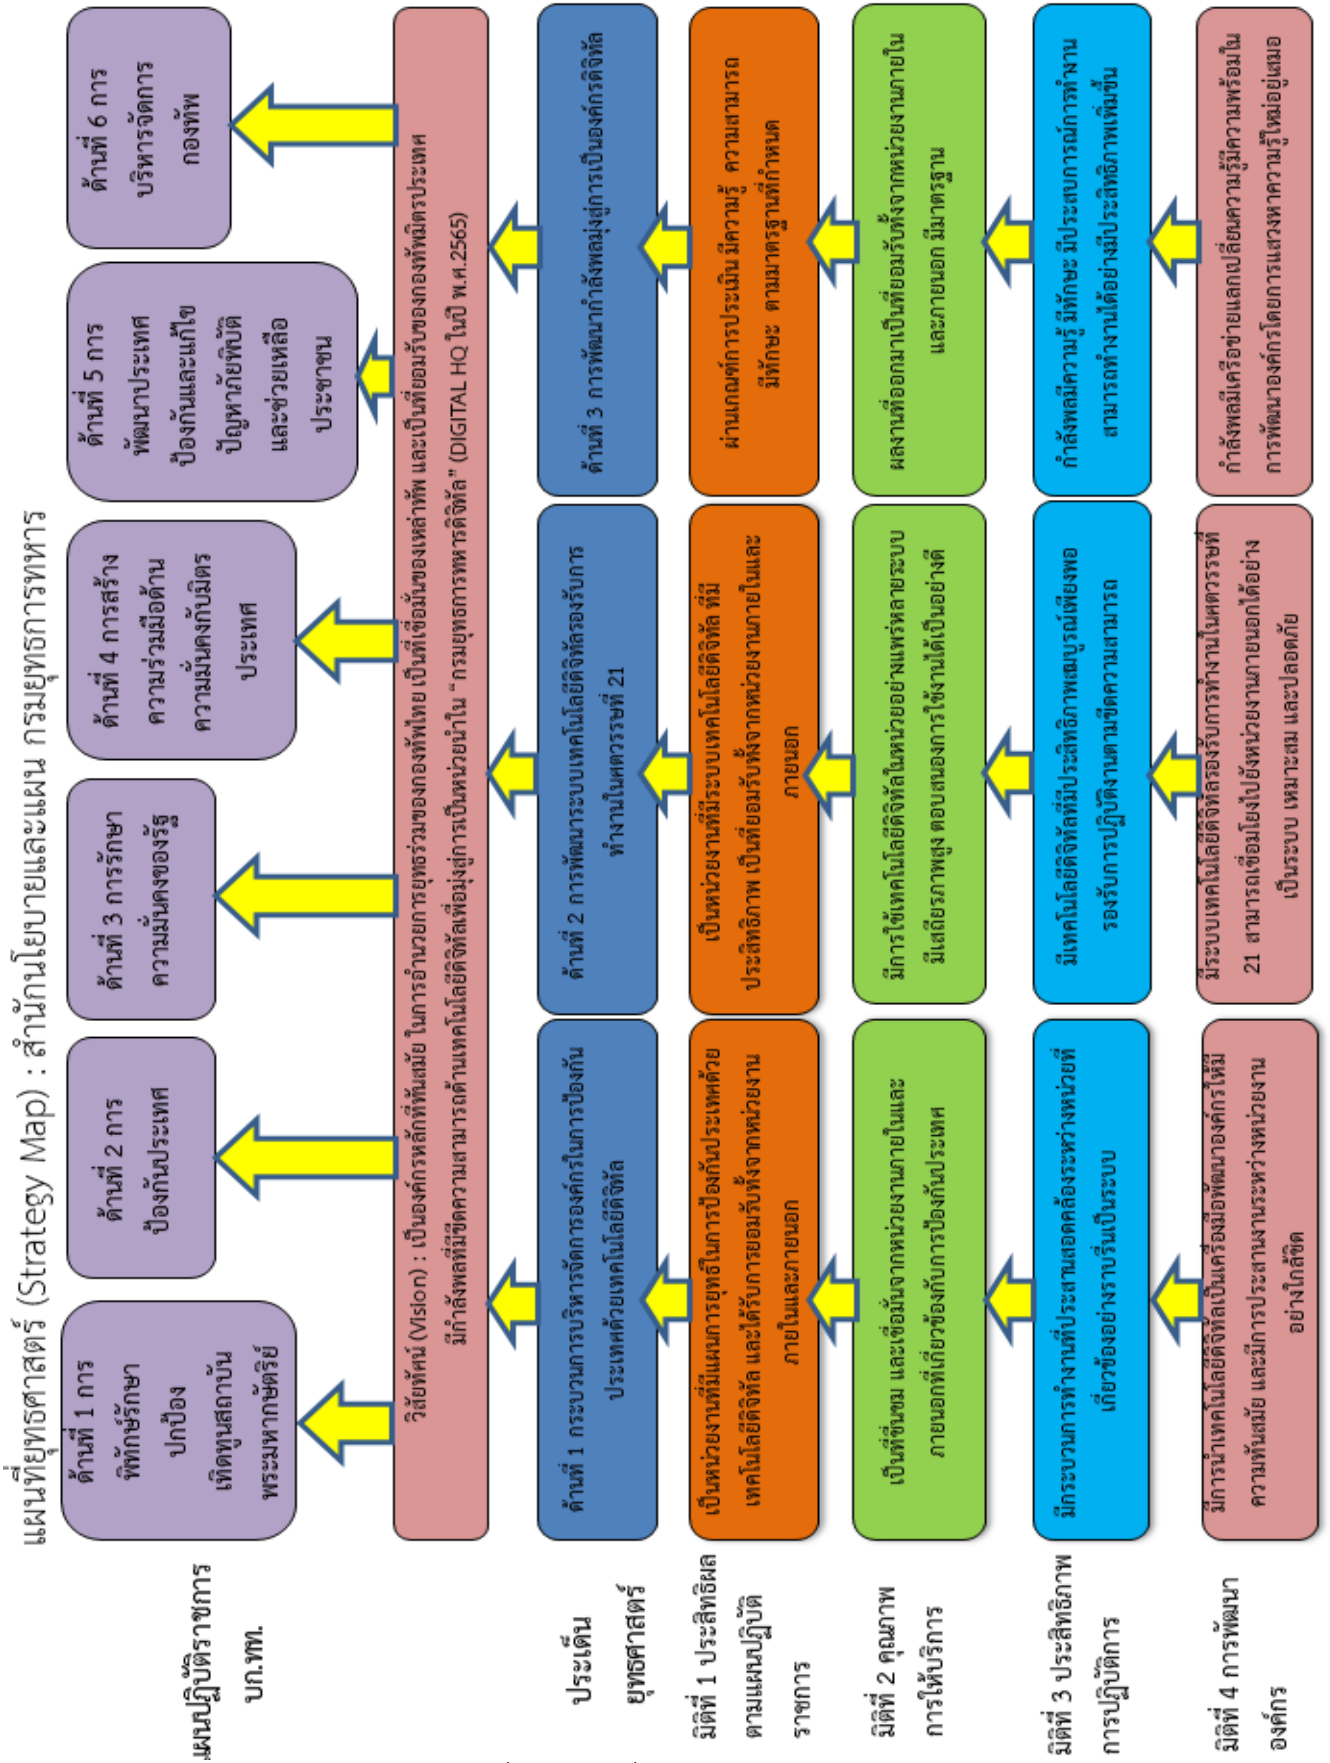 แผนที่ยุทธศาสตร์ (Strategy Map) : สำนักนโยบายและแผน กรมยุทธการทหาร
แผนปฏิบัติราชการ
บก.ทท.
ด้านที่ 1 การ
พิทักษ์รักษา
ปกป้อง
เทิดทูนสถาบัน
พระมหากษัตริย์
ด้านที่ 2 การ
ป้องกันประเทศ
ด้านที่ 3 การรักษา
ความมั่นคงของรัฐ
ด้านที่ 4 การสร้าง
ความร่วมมือด้าน
ความมั่นคงกับมิตร
ประเทศ
ด้านที่ 5 การ
พัฒนาประเทศ
ป้องกันและแก้ไข
ปัญหาภัยพิบัติ
และช่วยเหลือ
ประชาชน
ด้านที่ 6 การ
บริหารจัดการ
กองทัพ
วิสัยทัศน์ (Vision) : เป็นองค์กรหลักที่ทันสมัย ในการอำนวยการยุทธร่วมของกองทัพไทย เป็นที่เชื่อมั่นของเหล่าทัพ และเป็นที่ยอมรับของกองทัพมิตรประเทศ
มีกำลังพลที่มีขีดความสามารถด้านเทคโนโลยีดิจิทัลเพื่อมุ่งสู่การเป็นหน่วยนำใน “กรมยุทธการทหารดิจิทัล” (DIGITAL HQ ในปี พ.ศ.2565)
ประเด็น
ยุทธศาสตร์
ด้านที่ 1 กระบวนการบริหารจัดการองค์กรในการป้องกัน
ประเทศด้วยเทคโนโลยีดิจิทัล
ด้านที่ 2 การพัฒนาระบบเทคโนโลยีดิจิทัลรองรับการ
ทำงานในศตวรรษที่ 21
ด้านที่ 3 การพัฒนากำลังพลมุ่งสู่การเป็นองค์กรดิจิทัล
มิติที่ 1 ประสิทธิผล
ตามแผนปฏิบัติ
ราชการ
เป็นหน่วยงานที่มีแผนการยุทธ์ในการป้องกันประเทศด้วย
เทคโนโลยีดิจิทัล และได้รับการยอมรับทั้งจากหน่วยงาน
ภายในและภายนอก
เป็นหน่วยงานที่มีระบบเทคโนโลยีดิจิทัล ที่มี
ประสิทธิภาพ เป็นที่ยอมรับทั้งจากหน่วยงานภายในและ
ภายนอก
ผ่านเกณฑ์การประเมิน มีความรู้ ความสามารถ
มีทักษะ ตามมาตรฐานที่กำหนด
มิติที่ 2 คุณภาพ
การให้บริการ
เป็นที่ชื่นชม และเชื่อมั่นจากหน่วยงานภายในและ
ภายนอกที่เกี่ยวข้องกับการป้องกันประเทศ
มีการใช้เทคโนโลยีดิจิทัลในหน่วยอย่างแพร่หลายระบบ
มีเสถียรภาพสูง ตอบสนองการใช้งานได้เป็นอย่างดี
ผลงานที่ออกมาเป็นที่ยอมรับทั้งจากหน่วยงานภายใน
และภายนอก มีมาตรฐาน
มิติที่ 3 ประสิทธิภาพ
การปฏิบัติการ
มีกระบวนการทำงานที่ประสานสอดคล้องระหว่างหน่วยที่
เกี่ยวข้องอย่างราบรื่นเป็นระบบ
มีเทคโนโลยีดิจิทัลที่มีประสิทธิภาพสมบูรณ์เพียงพอ
รองรับการปฏิบัติงานตามขีดความสามารถ
กำลังพลมีความรู้ มีทักษะ มีประสบการณ์การทำงาน
สามารถทำงานได้อย่างมีประสิทธิภาพเพิ่มขึ้น
มิติที่ 4 การพัฒนา
องค์กร
มีการนำเทคโนโลยีดิจิทัลเป็นเครื่องมือพัฒนาองค์กรให้มี
ความทันสมัย และมีการประสานงานระหว่างหน่วยงาน
อย่างใกล้ชิด
มีระบบเทคโนโลยีดิจิทัลรองรับการทำงานในศตวรรษที่
21 สามารถเชื่อมโยงไปยังหน่วยงานภายนอกได้อย่าง
เป็นระบบ เหมาะสม และปลอดภัย
กำลังพลมีเครือข่ายแลกเปลี่ยนความรู้มีความพร้อมใน
การพัฒนาองค์กรโดยการแสวงหาความรู้ใหม่อยู่เสมอ